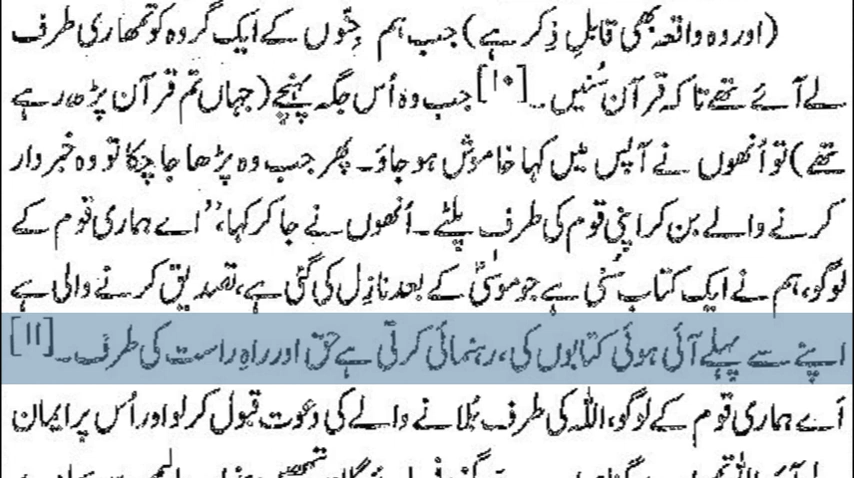 (اور وہ واقعہ بھی قابلِ ذِکر ہے) جب ہم جِنّوں کے ایک گروہ کو تمھاری طرف
لے آئے تھے تاکہ قرآن سُنیں۔[۱۰] جب وہ اُس جگہ پہنچے (جہاں تم قرآن پڑھ رہے
تھے) تو اُنھوں نے آپس میں کہا خاموش ہو جاؤ۔ پھر جب وہ پڑھا جا چکا تو وہ خبردار
کرنے والے بن کر اپنی قوم کی طرف پلٹے۔ اُنھوں نے جا کر کہا، ”اے ہماری قوم کے
لوگو، ہم نے ایک کتاب سُنی ہے جو موسیٰؑ کے بعد نازل کی گئی ہے، تصدیق کرنے والی ہے
اپنے سے پہلے آئی ہوئی کتابوں کی، رہنمائی کرتی ہے حق اور راہِ راست کی طرف۔[۱۱]
اَے ہماری قوم کے لوگو، اللہ کی طرف بُلانے والے کی دعوت قبول کر لو اور اُس پر ایمان